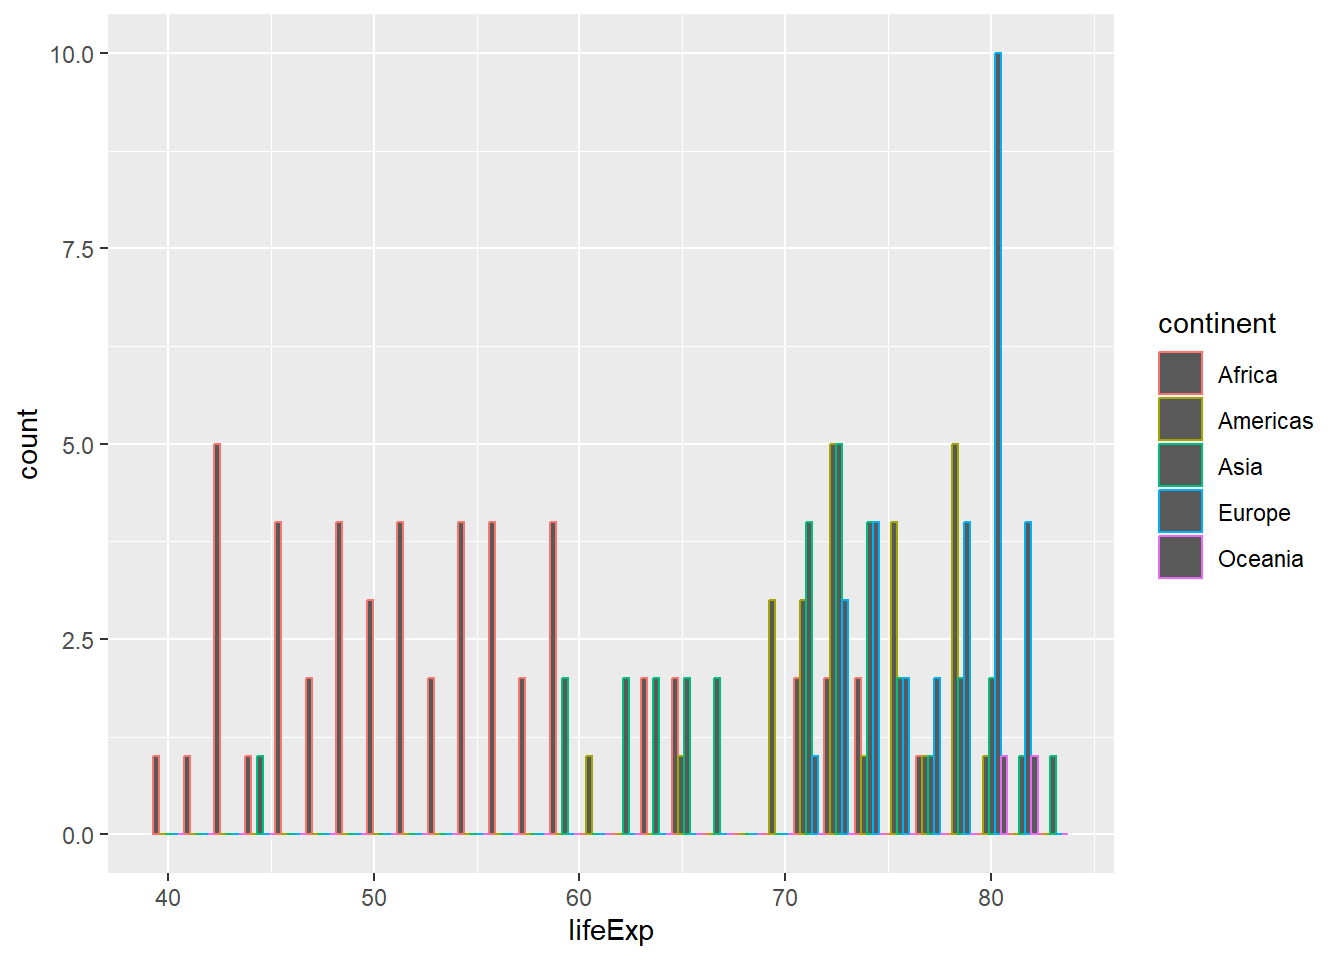 10.0
7.5
5.0
2.5
0.0
count
40 50 60 70 80
lifeExp
continent
Africa
Americas
Asia
Europe
Oceania